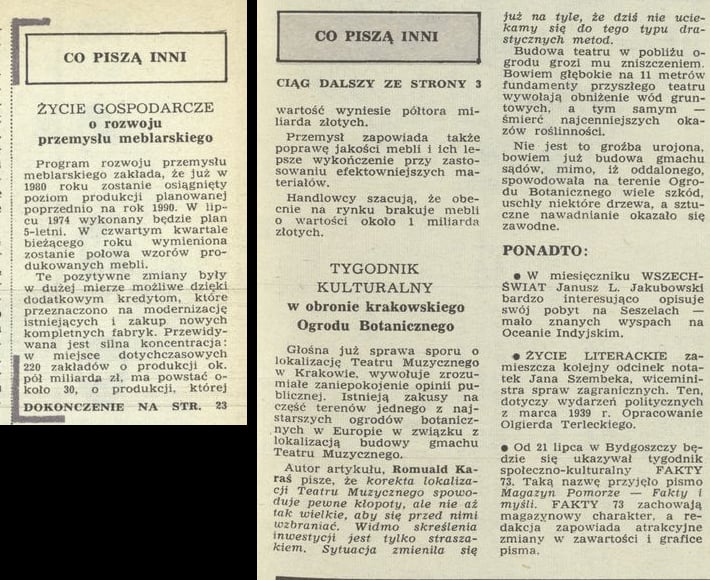 CO PISZĄ INNI
ŻYCIE GOSPODARCZE
o rozwoju
przemysłu meblarskiego
Program rozwoju przemysłu
meblarskiego zakłada, że już w
1980 roku zostanie osiągnięty
poziom produkcji planowanej
poprzednio na rok 1990. W lip-
cu 1974 wykonany będzie plan
5-letni. W czwartym kwartale
bieżącego roku wymieniona
zostanie połowa wzorów pro-
dukowanych mebli.
Te pozytywne zmiany były
w dużej mierze możliwe dzięki
dodatkowym kredytom, które
przeznaczono na modernizację
istniejących i zakup nowych
kompletnych fabryk. Przewidy-
wana jest silna koncentracja:
w miejsce dotychczasowych
220 zakładów o produkcji ok.
pół miliarda zł, ma powstać o-
koło 30, o produkcji, której
DOKOŃCZENIE NA STR. 23
CO PISZĄ INNI
CIĄG DALSZY ZE STRONY 3
wartość wyniesie półtora mi-
liarda złotych.
Przemysł zapowiada także
poprawę jakości mebli i ich le-
psze wykończenie przy zasto-
sowaniu efektowniejszych ma-
teriałów.
Handlowcy szacują, że obe-
cnie na rynku brakuje mebli
o wartości około 1 miliarda
złotych.
TYGODNIK
KULTURALNY
w obronie krakowskiego
Ogrodu Botanicznego
Głośna już sprawa sporu o
lokalizację Teatru Muzycznego
w Krakowie, wywołuje zrozu-
miałe zaniepokojenie opinii pu-
blicznej. Istnieją zakusy na
część terenów jednego z naj-
starszych ogrodów botanicz-
nych w Europie w związku z
lokalizacją budowy gmachu
Teatru Muzycznego.
Autor artykułu, Romuald Ka-
raś pisze, że korekta lokaliza-
cji Teatru Muzycznego spowo-
duje pewne kłopoty, ale nie aż
tak wielkie, aby się przed nimi
wzbraniać. Widmo skreślenia
inwestycji jest tylko strasza-
kiem. Sytuacja zmieniła się
już na tyle, że dziś nie ucie-
kamy się do tego typu dra-
stycznych metod.
Budowa teatru w pobliżu o-
grodu grozi mu zniszczeniem.
Bowiem głębokie na 11 metrów
fundamenty przyszłego teatru
wywołają obniżenie wód grun-
towych, a tym samym —
śmierć najcenniejszych oka-
zów roślinności.
Nie jest to groźba urojona,
bowiem już budowa gmachu
sądów, mimo, iż oddalonego,
spowodowała na terenie Ogro-
du Botanicznego wiele szkód,
uschły niektóre drzewa, a sztu-
czne nawadnianie okazało się
zawodne.
PONADTO:
● W miesięczniku WSZECH-
ŚWIAT Janusz L. Jakubowski
bardzo interesująco opisuje
swój pobyt na Seszelach —
mało znanych wyspach na
Oceanie Indyjskim.
● ŻYCIE LITERACKIE za-
mieszcza kolejny odcinek nota-
tek Jana Szembeka, wicemini-
stra spraw zagranicznych. Ten,
dotyczy wydarzeń politycznych
z marca 1939 r. Opracowanie
Olgierda Terleckiego.
● Od 21 lipca w Bydgoszczy bę-
dzie się ukazywał tygodnik
społeczno-kulturalny FAKTY
73. Taką nazwę przyjęło pismo
Magazyn Pomorze — Fakty i
myśli. FAKTY 73 zachowają
magazynowy charakter, a re-
dakcja zapowiada atrakcyjne
zmiany w zawartości i grafice
pisma.